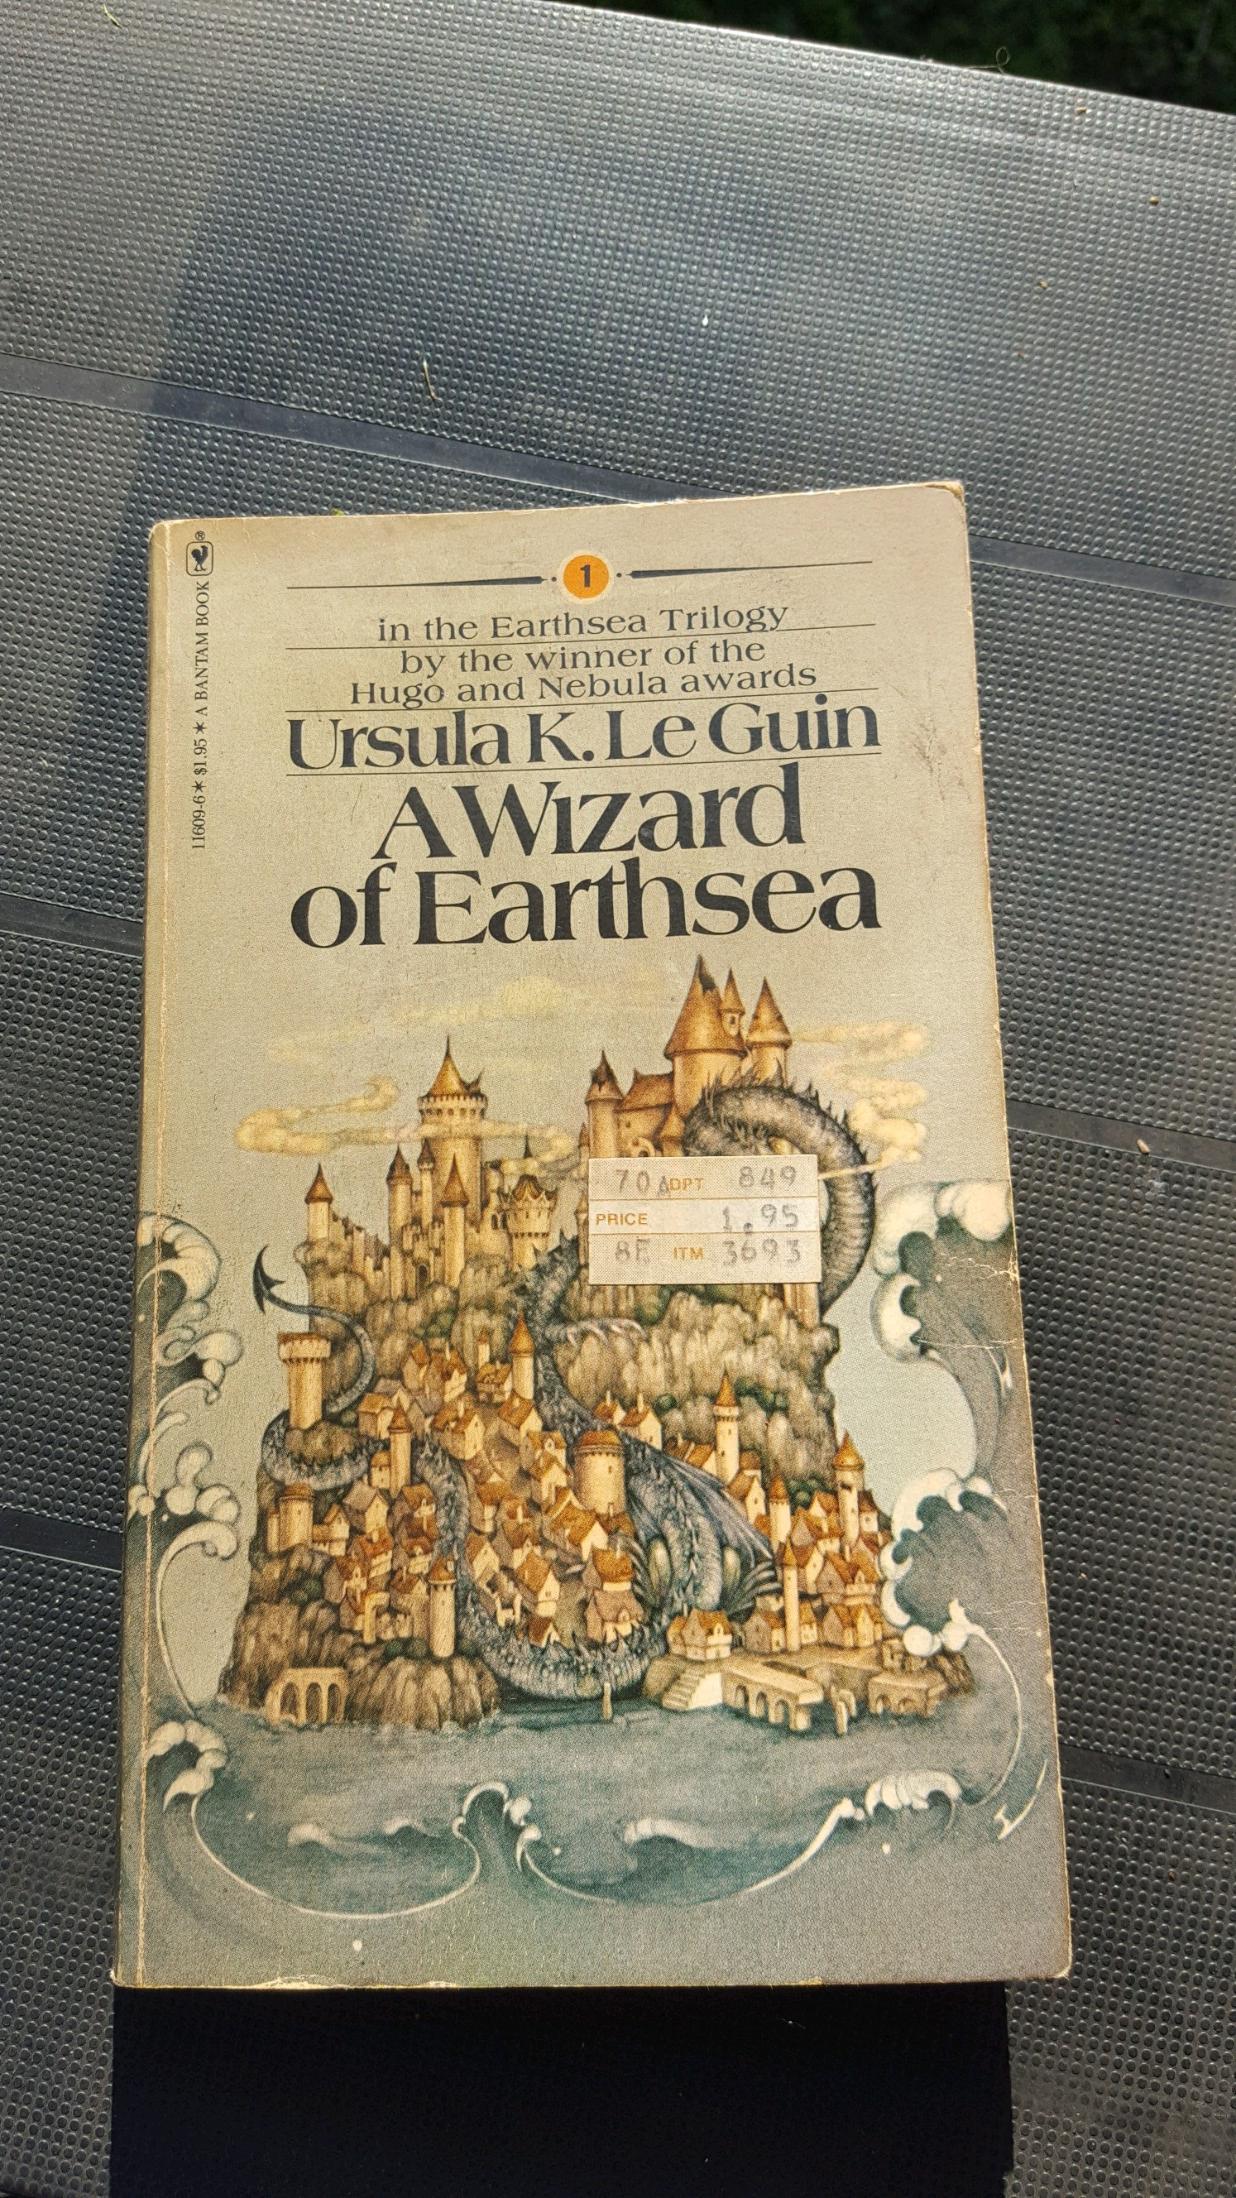 11609-6 ★ $1.95 ★ A BANTAM BOOK ®
1
in the Earthsea Trilogy
by the winner of the
Hugo and Nebula awards
Ursula K. Le Guin
A Wizard
of Earthsea
70A DPT 849
PRICE 1.95
8E ITM 3693